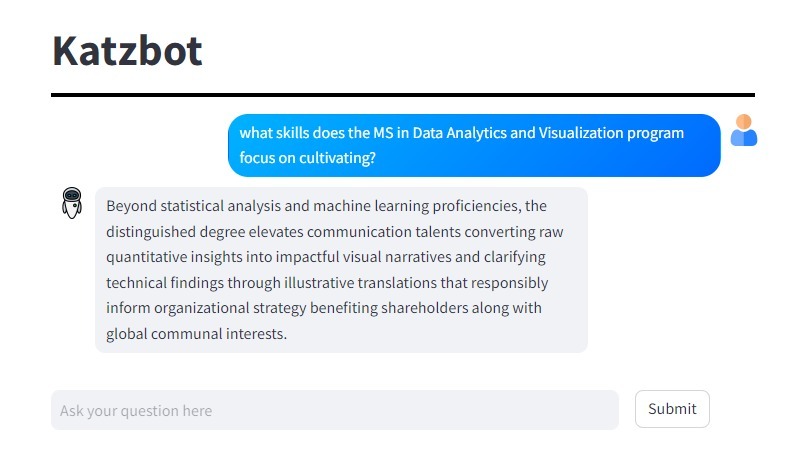 Katzbot
what skills does the MS in Data Analytics and Visualization program
focus on cultivating?
Beyond statistical analysis and machine learning proficiencies, the
distinguished degree elevates communication talents converting raw
quantitative insights into impactful visual narratives and clarifying
technical findings through illustrative translations that responsibly
inform organizational strategy benefiting shareholders along with
global communal interests.
Ask your question here
Submit